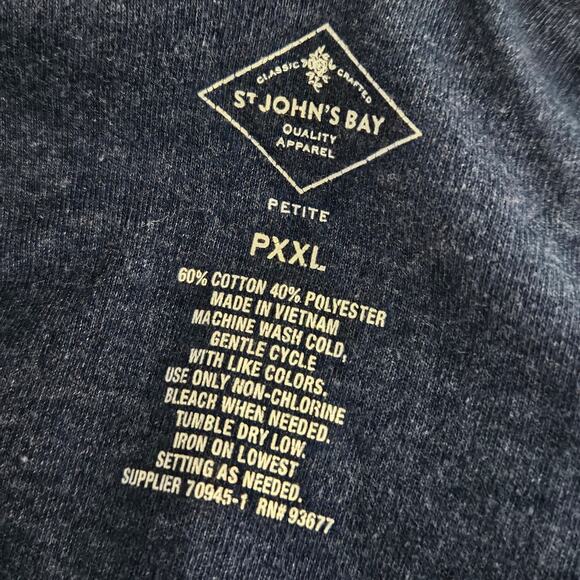 CLASSIC CRAFTED
ST JOHN'S BAY
QUALITY
APPAREL
PETITE
PXXL
60% COTTON 40% POLYESTER
MADE IN VIETNAM
MACHINE WASH COLD,
GENTLE CYCLE
WITH LIKE COLORS.
USE ONLY NON-CHLORINE
BLEACH WHEN NEEDED.
TUMBLE DRY LOW.
IRON ON LOWEST
SETTING AS NEEDED.
SUPPLIER 70945-1 RN# 93677